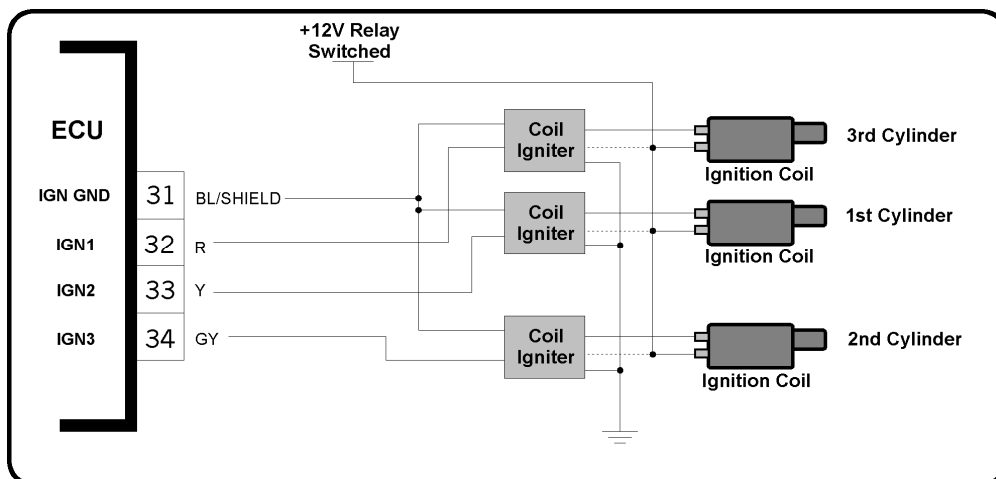 +12V Relay
Switched
ECU
IGN GND 31 BL/SHIELD
IGN1 32 R
IGN2 33 Y
IGN3 34 GY
Coil
Igniter
Ignition Coil
3rd Cylinder
Coil
Igniter
Ignition Coil
1st Cylinder
Coil
Igniter
Ignition Coil
2nd Cylinder